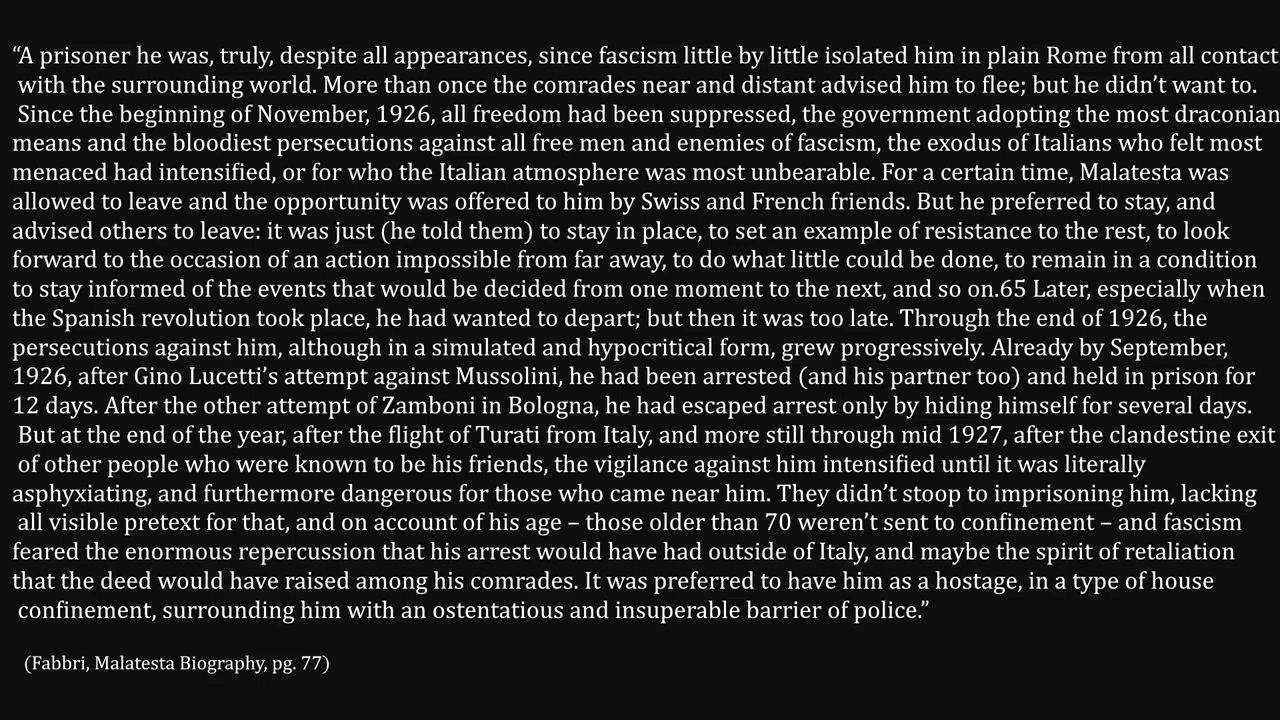 “A prisoner he was, truly, despite all appearances, since fascism little by little isolated him in plain Rome from all contact
with the surrounding world. More than once the comrades near and distant advised him to flee; but he didn’t want to.
Since the beginning of November, 1926, all freedom had been suppressed, the government adopting the most draconian
means and the bloodiest persecutions against all free men and enemies of fascism, the exodus of Italians who felt most
menaced had intensified, or for who the Italian atmosphere was most unbearable. For a certain time, Malatesta was
allowed to leave and the opportunity was offered to him by Swiss and French friends. But he preferred to stay, and
advised others to leave: it was just (he told them) to stay in place, to set an example of resistance to the rest, to look
forward to the occasion of an action impossible from far away, to do what little could be done, to remain in a condition
to stay informed of the events that would be decided from one moment to the next, and so on.65 Later, especially when
the Spanish revolution took place, he had wanted to depart; but then it was too late. Through the end of 1926, the
persecutions against him, although in a simulated and hypocritical form, grew progressively. Already by September,
1926, after Gino Lucetti’s attempt against Mussolini, he had been arrested (and his partner too) and held in prison for
12 days. After the other attempt of Zamboni in Bologna, he had escaped arrest only by hiding himself for several days.
But at the end of the year, after the flight of Turati from Italy, and more still through mid 1927, after the clandestine exit
of other people who were known to be his friends, the vigilance against him intensified until it was literally
asphyxiating, and furthermore dangerous for those who came near him. They didn’t stoop to imprisoning him, lacking
all visible pretext for that, and on account of his age – those older than 70 weren’t sent to confinement – and fascism
feared the enormous repercussion that his arrest would have had outside of Italy, and maybe the spirit of retaliation
that the deed would have raised among his comrades. It was preferred to have him as a hostage, in a type of house
confinement, surrounding him with an ostentatious and insuperable barrier of police.”
(Fabbri, Malatesta Biography, pg. 77)